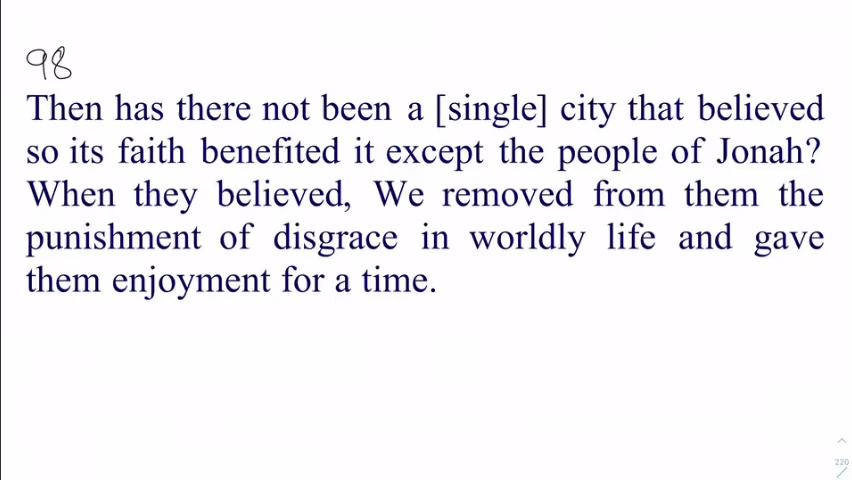 98
Then has there not been a [single] city that believed
so its faith benefited it except the people of Jonah?
When they believed, We removed from them the
punishment of disgrace in worldly life and gave
them enjoyment for a time.
220